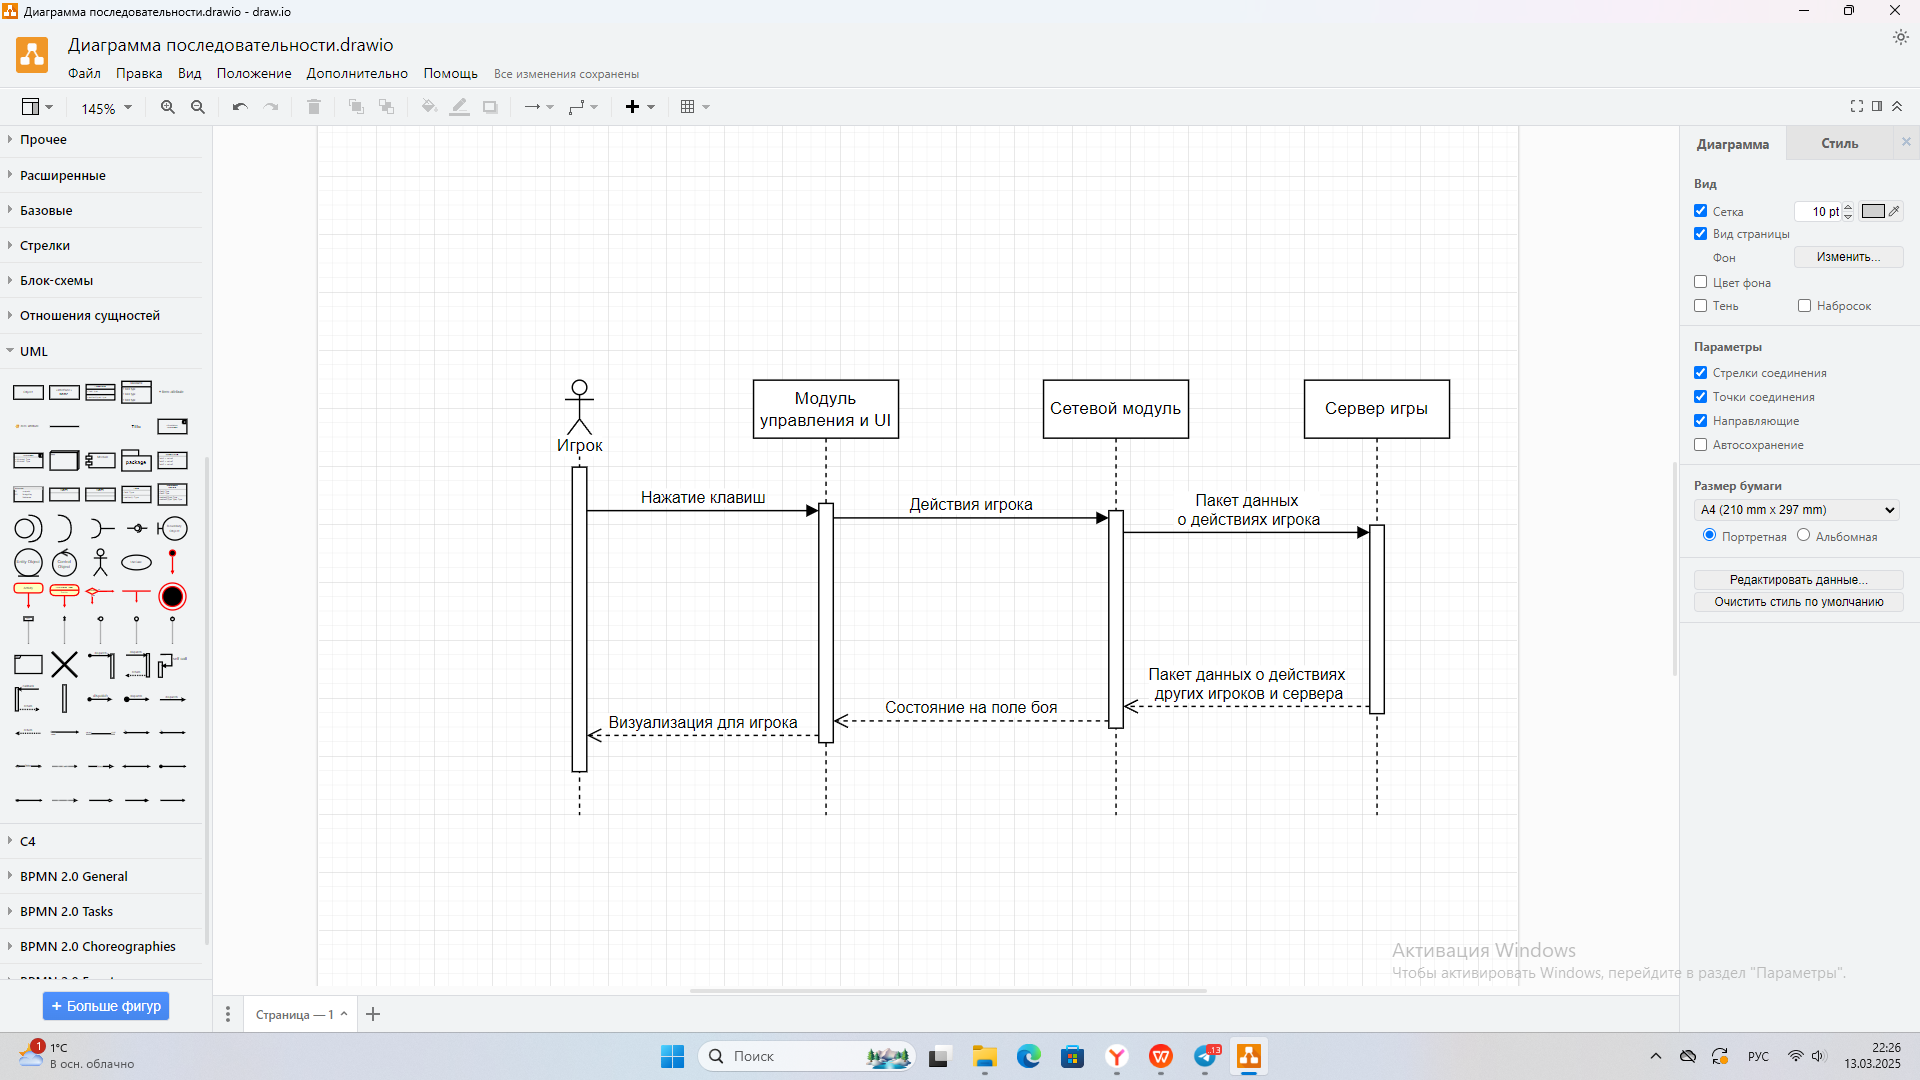 Диаграмма последовательности.drawio - draw.io
Диаграмма последовательности.drawio
Файл Правка Вид Положение Дополнительно Помощь Все изменения сохранены
145%
Прочее
Расширенные
Базовые
Стрелки
Блок-схемы
Отношения сущностей
UML
package
C4
BPMN 2.0 General
BPMN 2.0 Tasks
BPMN 2.0 Choreographies
+ Больше фигур
Игрок
Модуль
управления и UI
Сетевой модуль
Сервер игры
Нажатие клавиш
Действия игрока
Пакет данных
о действиях игрока
Пакет данных о действиях
других игроков и сервера
Состояние на поле боя
Визуализация для игрока
Диаграмма
Стиль
Вид
Сетка
10 pt
Вид страницы
Фон
Изменить...
Цвет фона
Тень
Набросок
Параметры
Стрелки соединения
Точки соединения
Направляющие
Автосохранение
Размер бумаги
A4 (210 mm x 297 mm)
Портретная
Альбомная
Редактировать данные...
Очистить стиль по умолчанию
Активация Windows
Чтобы активировать Windows, перейдите в раздел "Параметры".
Страница — 1
1
1°C
В осн. облачно
Поиск
13
РУС
22:26
13.03.2025